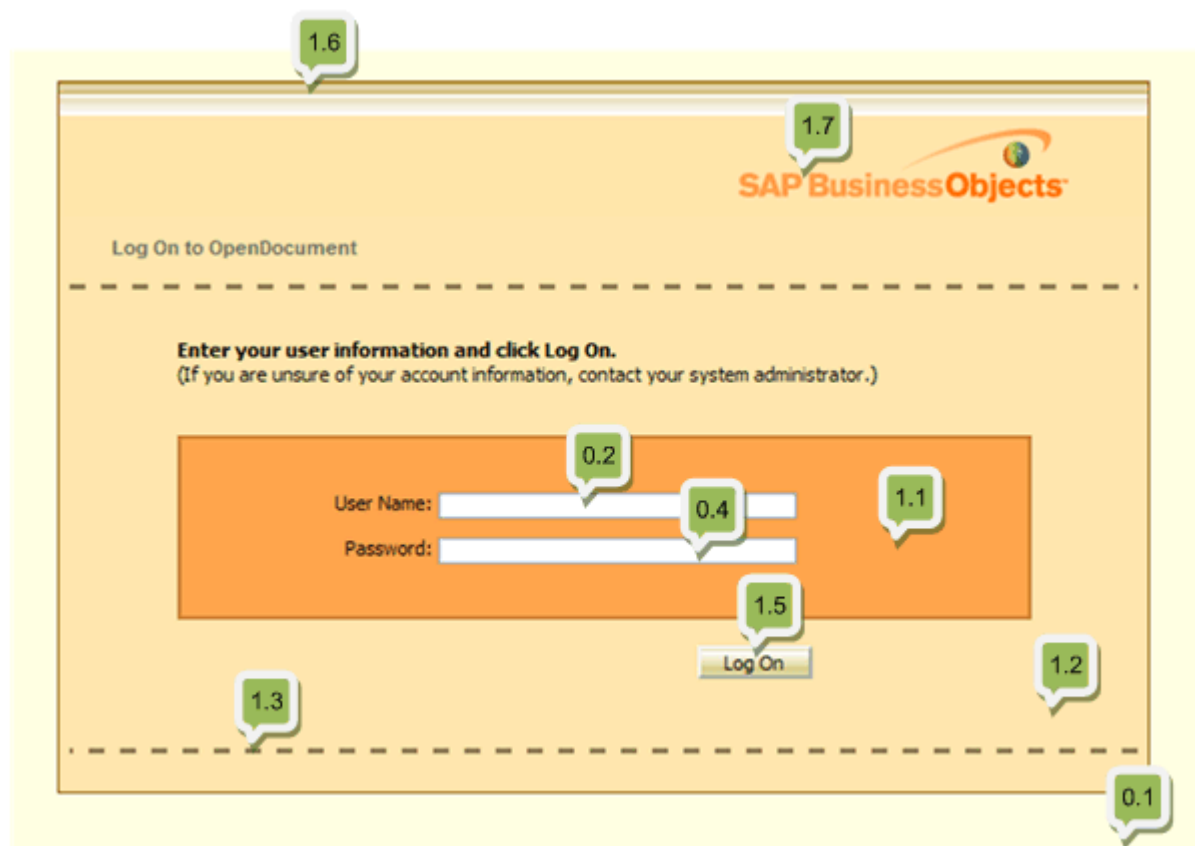 1.6
1.7
SAP BusinessObjects™
Log On to OpenDocument
Enter your user information and click Log On.
(If you are unsure of your account information, contact your system administrator.)
0.2
User Name:
0.4
1.1
Password:
1.5
Log On
1.2
1.3
0.1